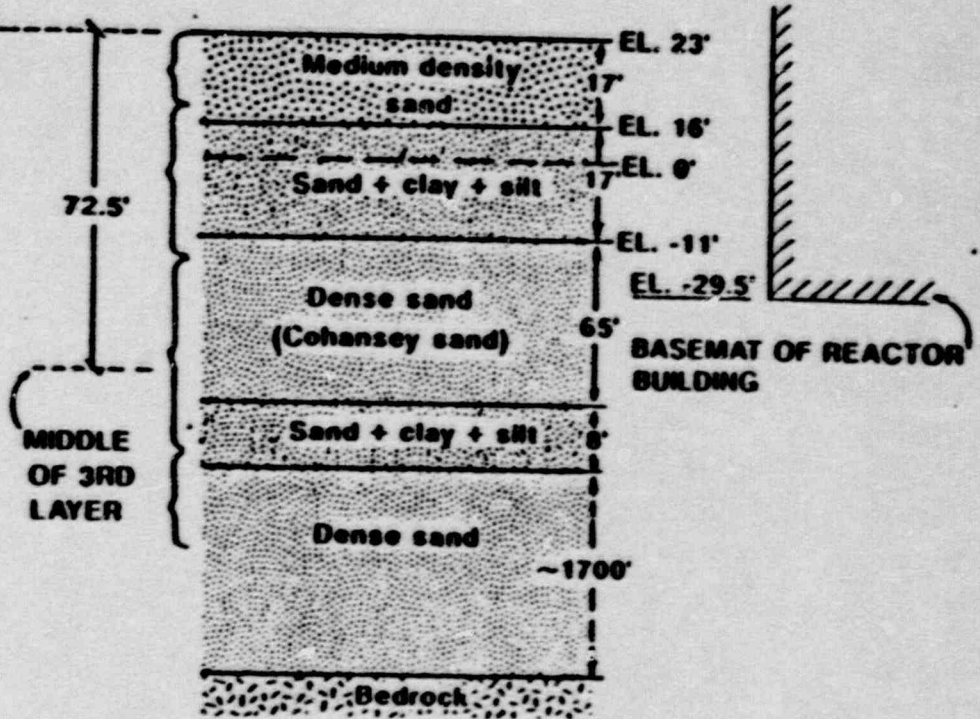 EL. 23'
Medium density
sand
17'
EL. 16'
EL. 0'
Sand + clay + silt
17'
72.5'
EL. -11'
EL. -29.5'
Dense sand
(Cohansey sand)
65'
BASEMAT OF REACTOR
BUILDING
MIDDLE
OF 3RD
LAYER
Sand + clay + silt
8'
Dense sand
~1700'
Bedrock